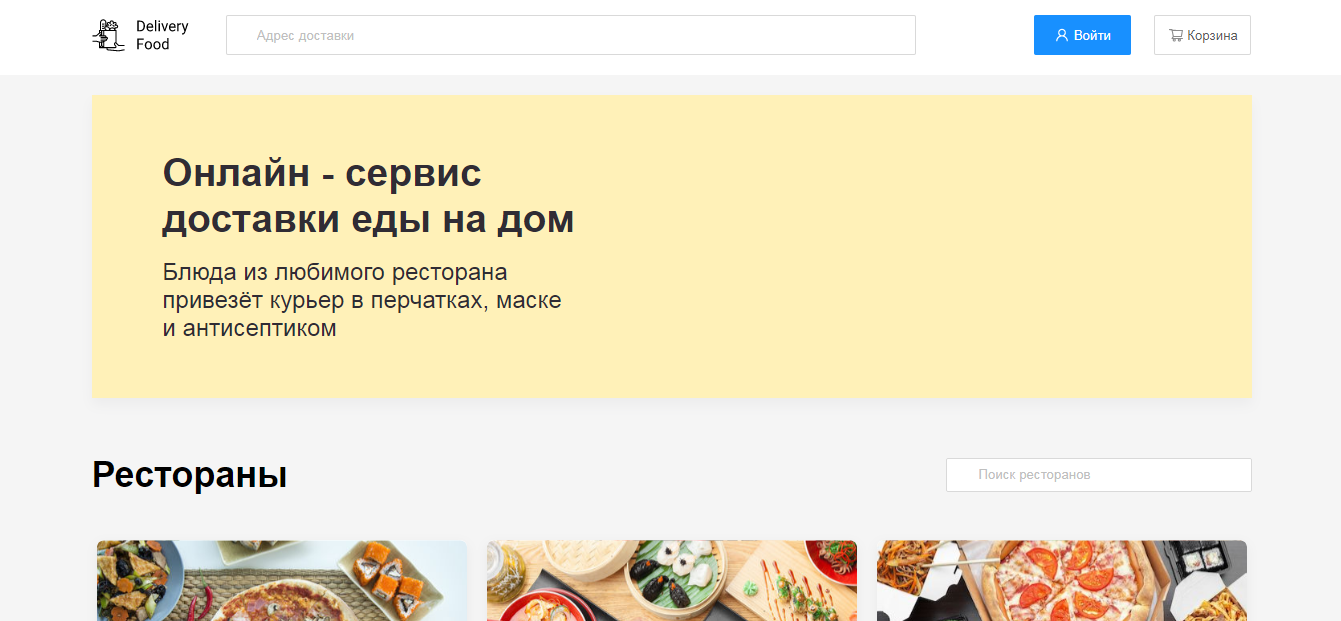 Delivery
Food
Адрес доставки
Войти
Корзина
Онлайн - сервис
доставки еды на дом
Блюда из любимого ресторана
привезёт курьер в перчатках, маске
и антисептиком
Рестораны
Поиск ресторанов